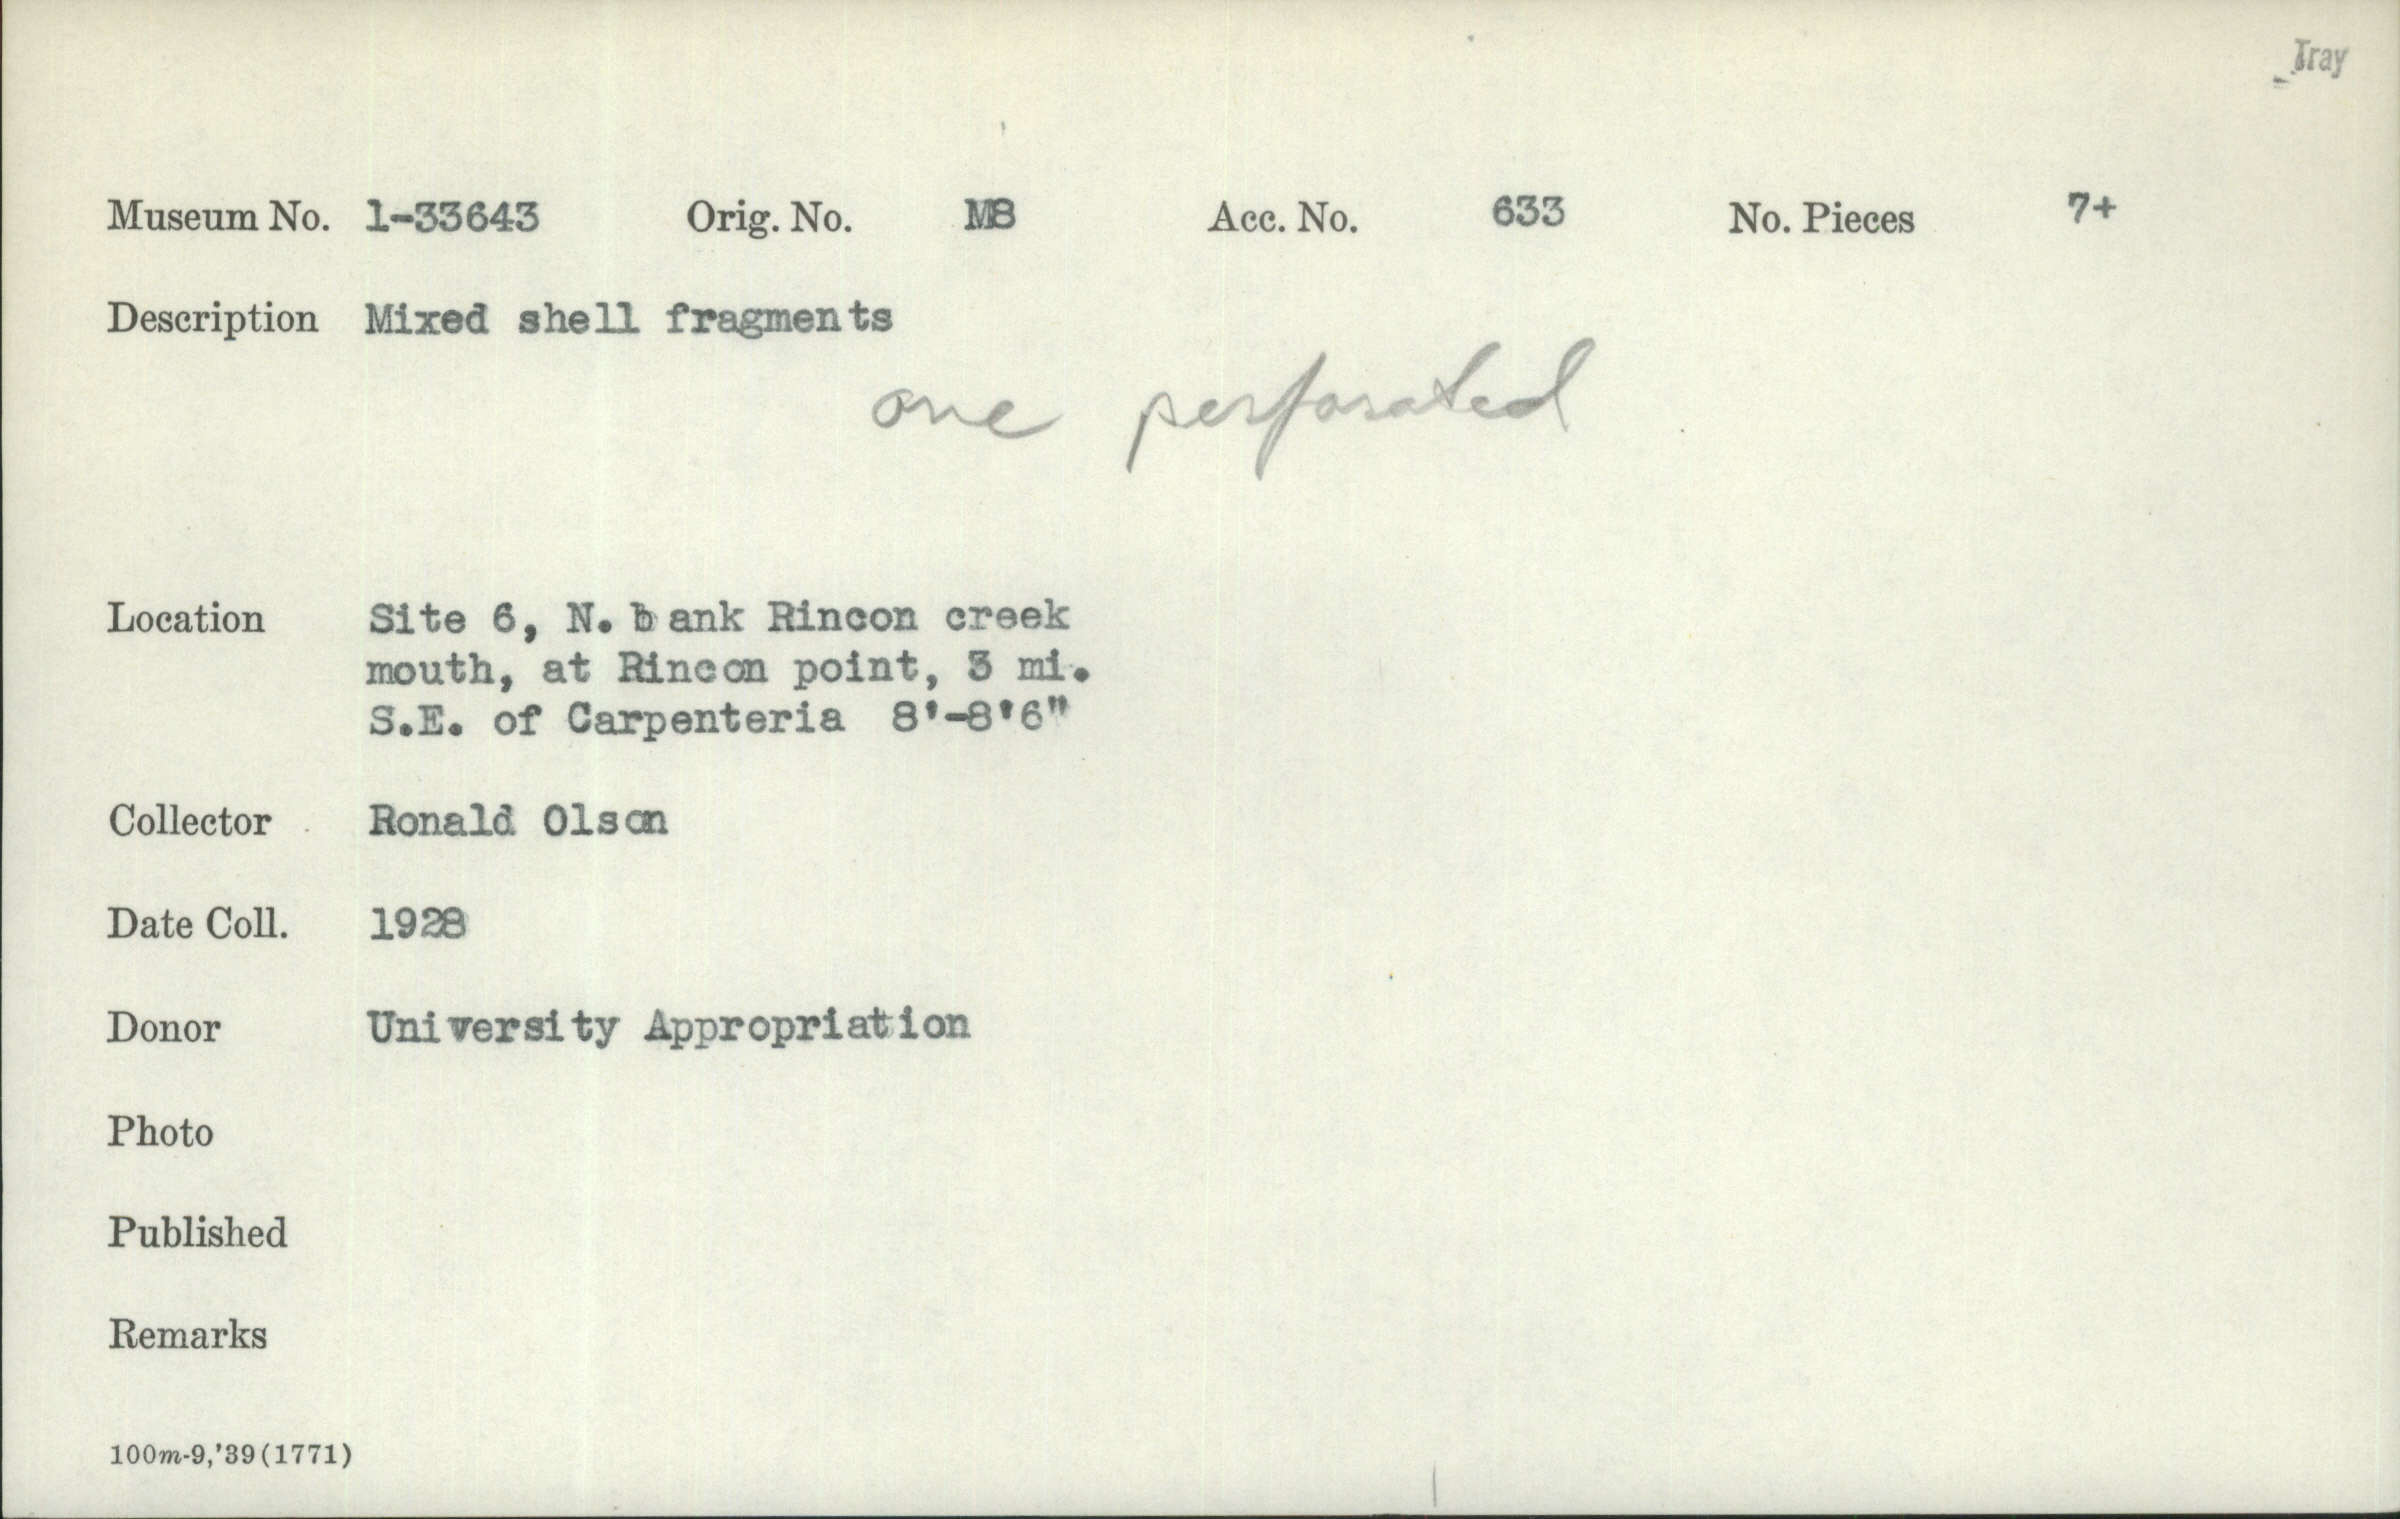 Tray
Museum No. 1-33643 Orig. No. M8 Acc. No. 633 No. Pieces 7+
Description Mixed shell fragments
one perforated
Location Site 6, N. bank Rincon creek
mouth, at Rincon point, 3 mi.
S.E. of Carpenteria 8'-8'6"
Collector Ronald Olson
Date Coll. 1928
Donor University Appropriation
Photo
Published
Remarks
100m-9,'39(1771)